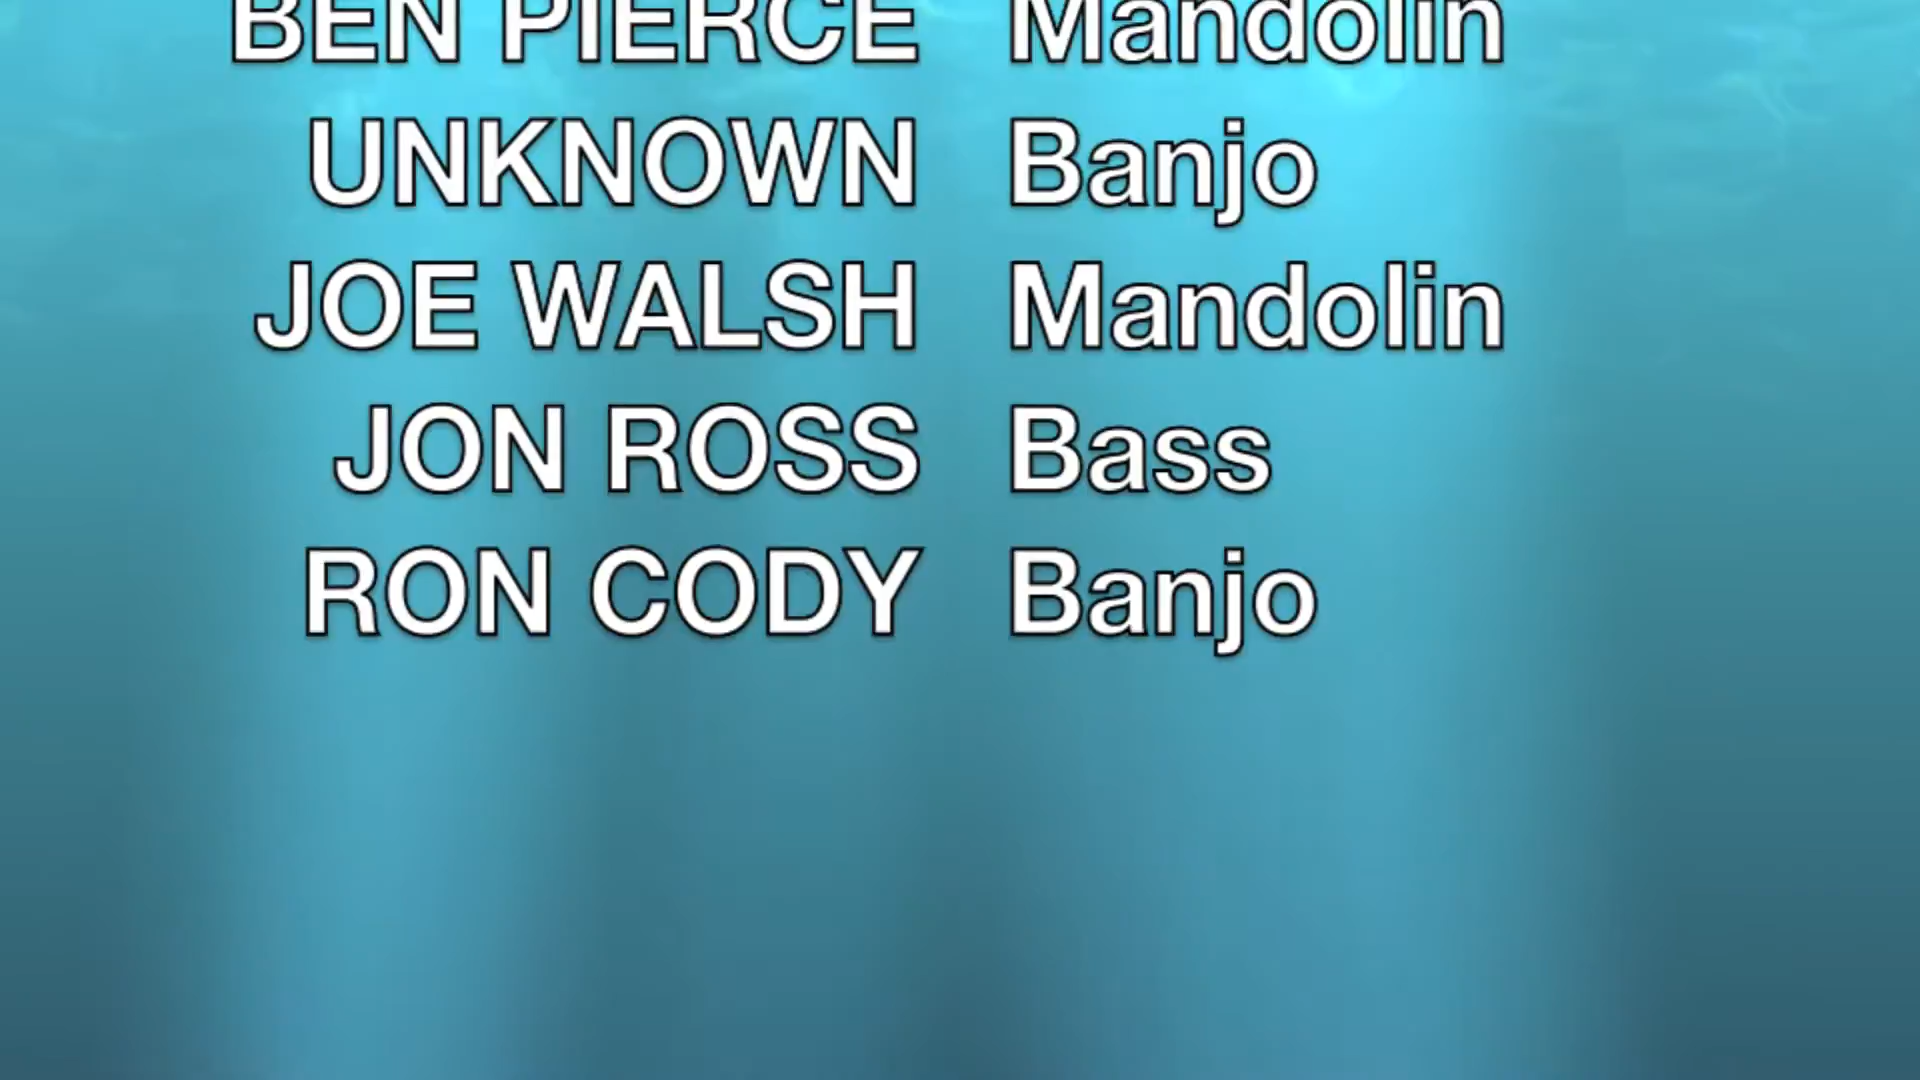 BEN PIERCE Mandolin
UNKNOWN Banjo
JOE WALSH Mandolin
JON ROSS Bass
RON CODY Banjo